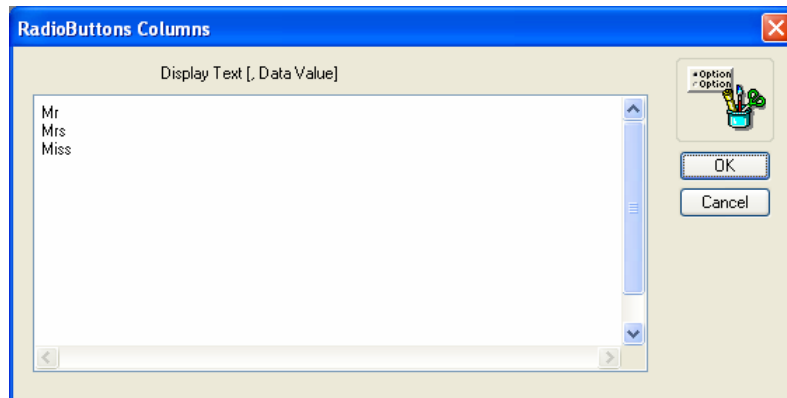 RadioButtons Columns
Display Text [, Data Value]
Option
Option
Mr
Mrs
Miss
OK
Cancel